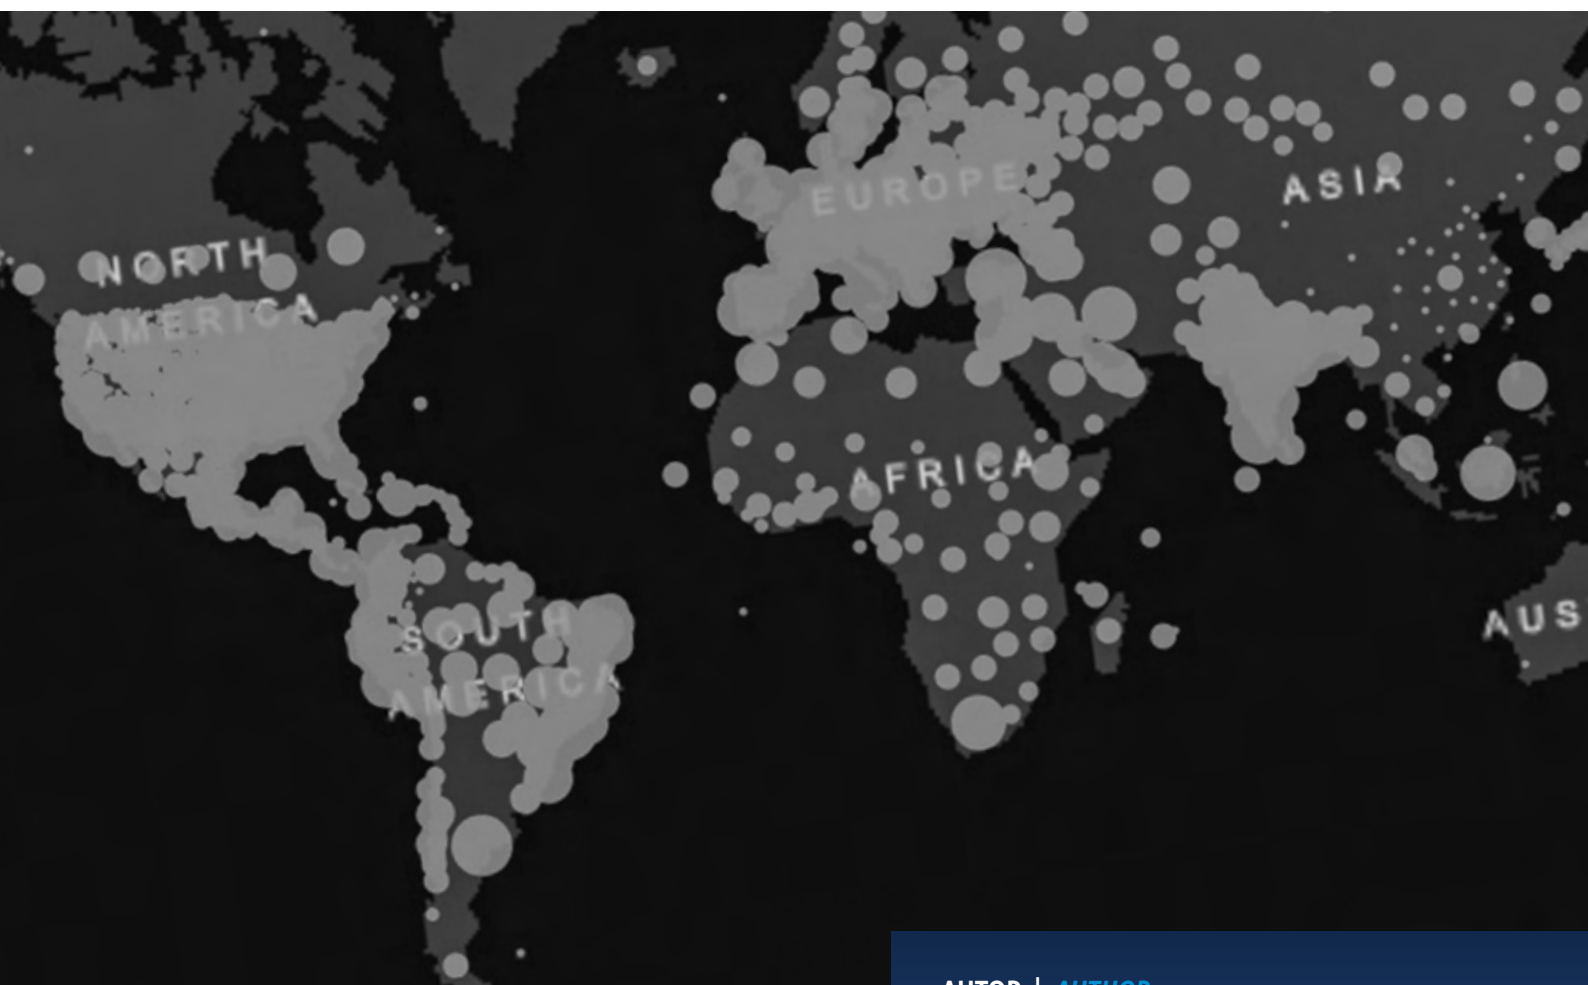 EUROPE
ASIA
NORTH
AMERICA
AFRICA
SOUTH
AMERICA
AUS
AUTOR | AUTHOR